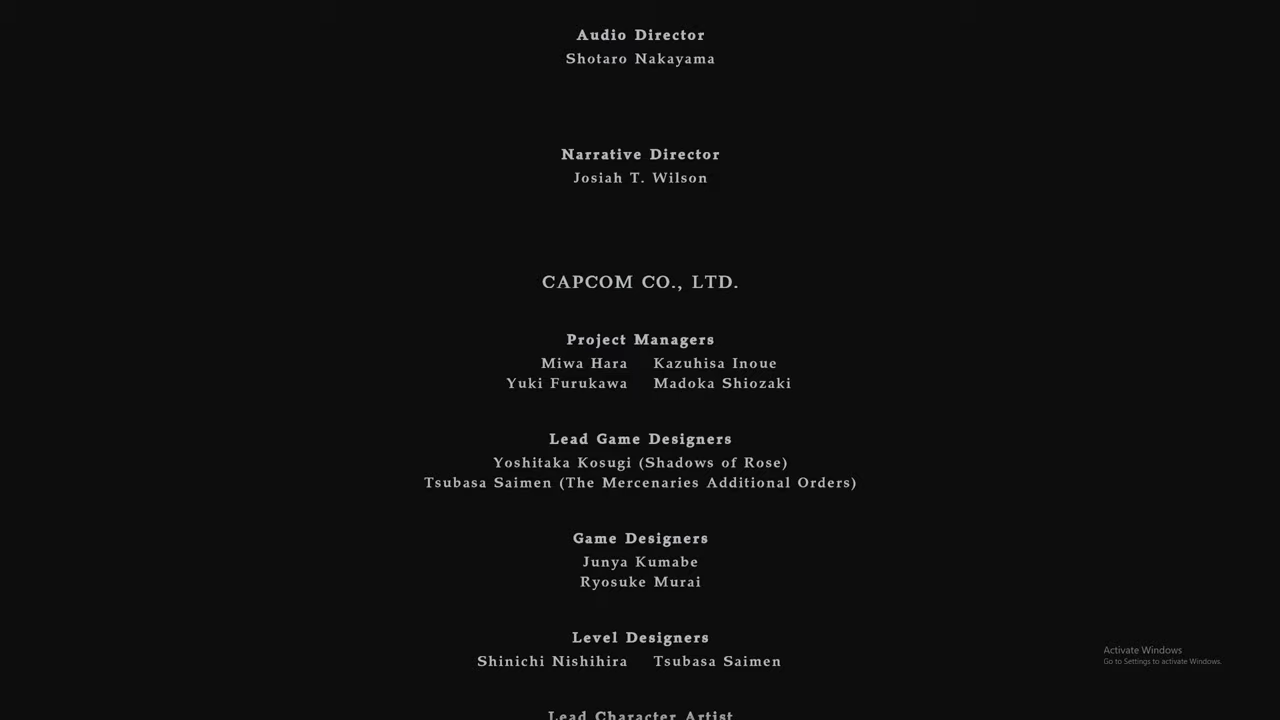 Audio Director
Shotaro Nakayama
Narrative Director
Josiah T. Wilson
CAPCOM CO., LTD.
Project Managers
Miwa Hara Kazuhisa Inoue
Yuki Furukawa Madoka Shiozaki
Lead Game Designers
Yoshitaka Kosugi (Shadows of Rose)
Tsubasa Saimen (The Mercenaries Additional Orders)
Game Designers
Junya Kumabe
Ryosuke Murai
Level Designers
Shinichi Nishihira Tsubasa Saimen
Activate Windows
Go to Settings to activate Windows.
Lead Character Artist